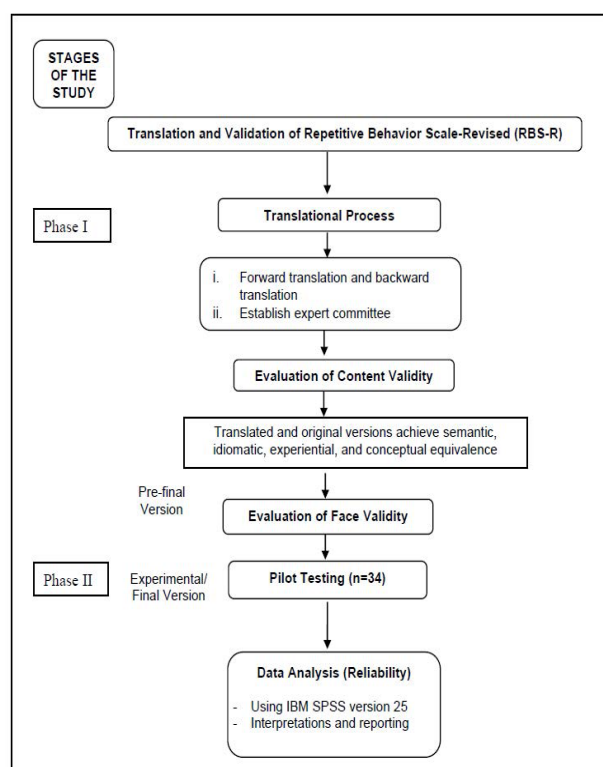 STAGES
OF THE
STUDY
Translation and Validation of Repetitive Behavior Scale-Revised (RBS-R)
Phase I
Translational Process
i. Forward translation and backward
translation
ii. Establish expert committee
Evaluation of Content Validity
Translated and original versions achieve semantic,
idiomatic, experiential, and conceptual equivalence
Pre-final
Version
Evaluation of Face Validity
Phase II
Experimental/
Final Version
Pilot Testing (n=34)
Data Analysis (Reliability)
- Using IBM SPSS version 25
- Interpretations and reporting